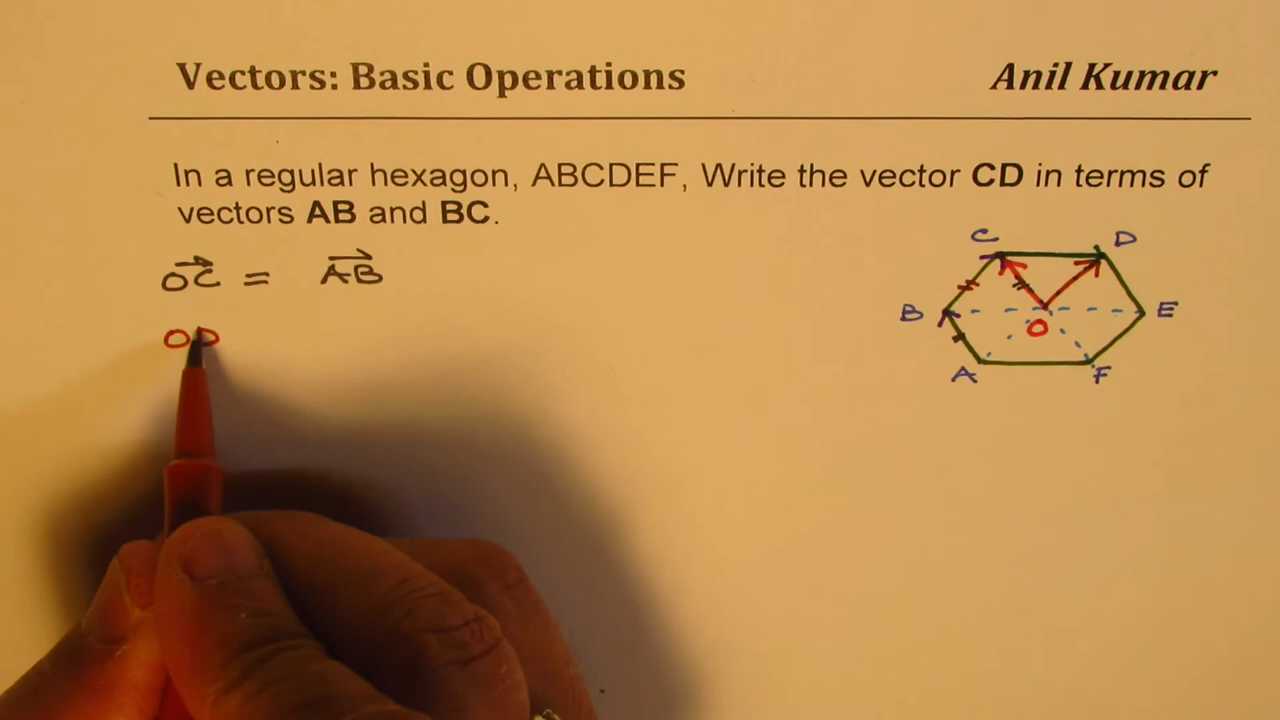 Vectors: Basic Operations Anil Kumar
In a regular hexagon, ABCDEF, Write the vector CD in terms of
vectors AB and BC.
OC = AB
OD
C D
B E
O
A F